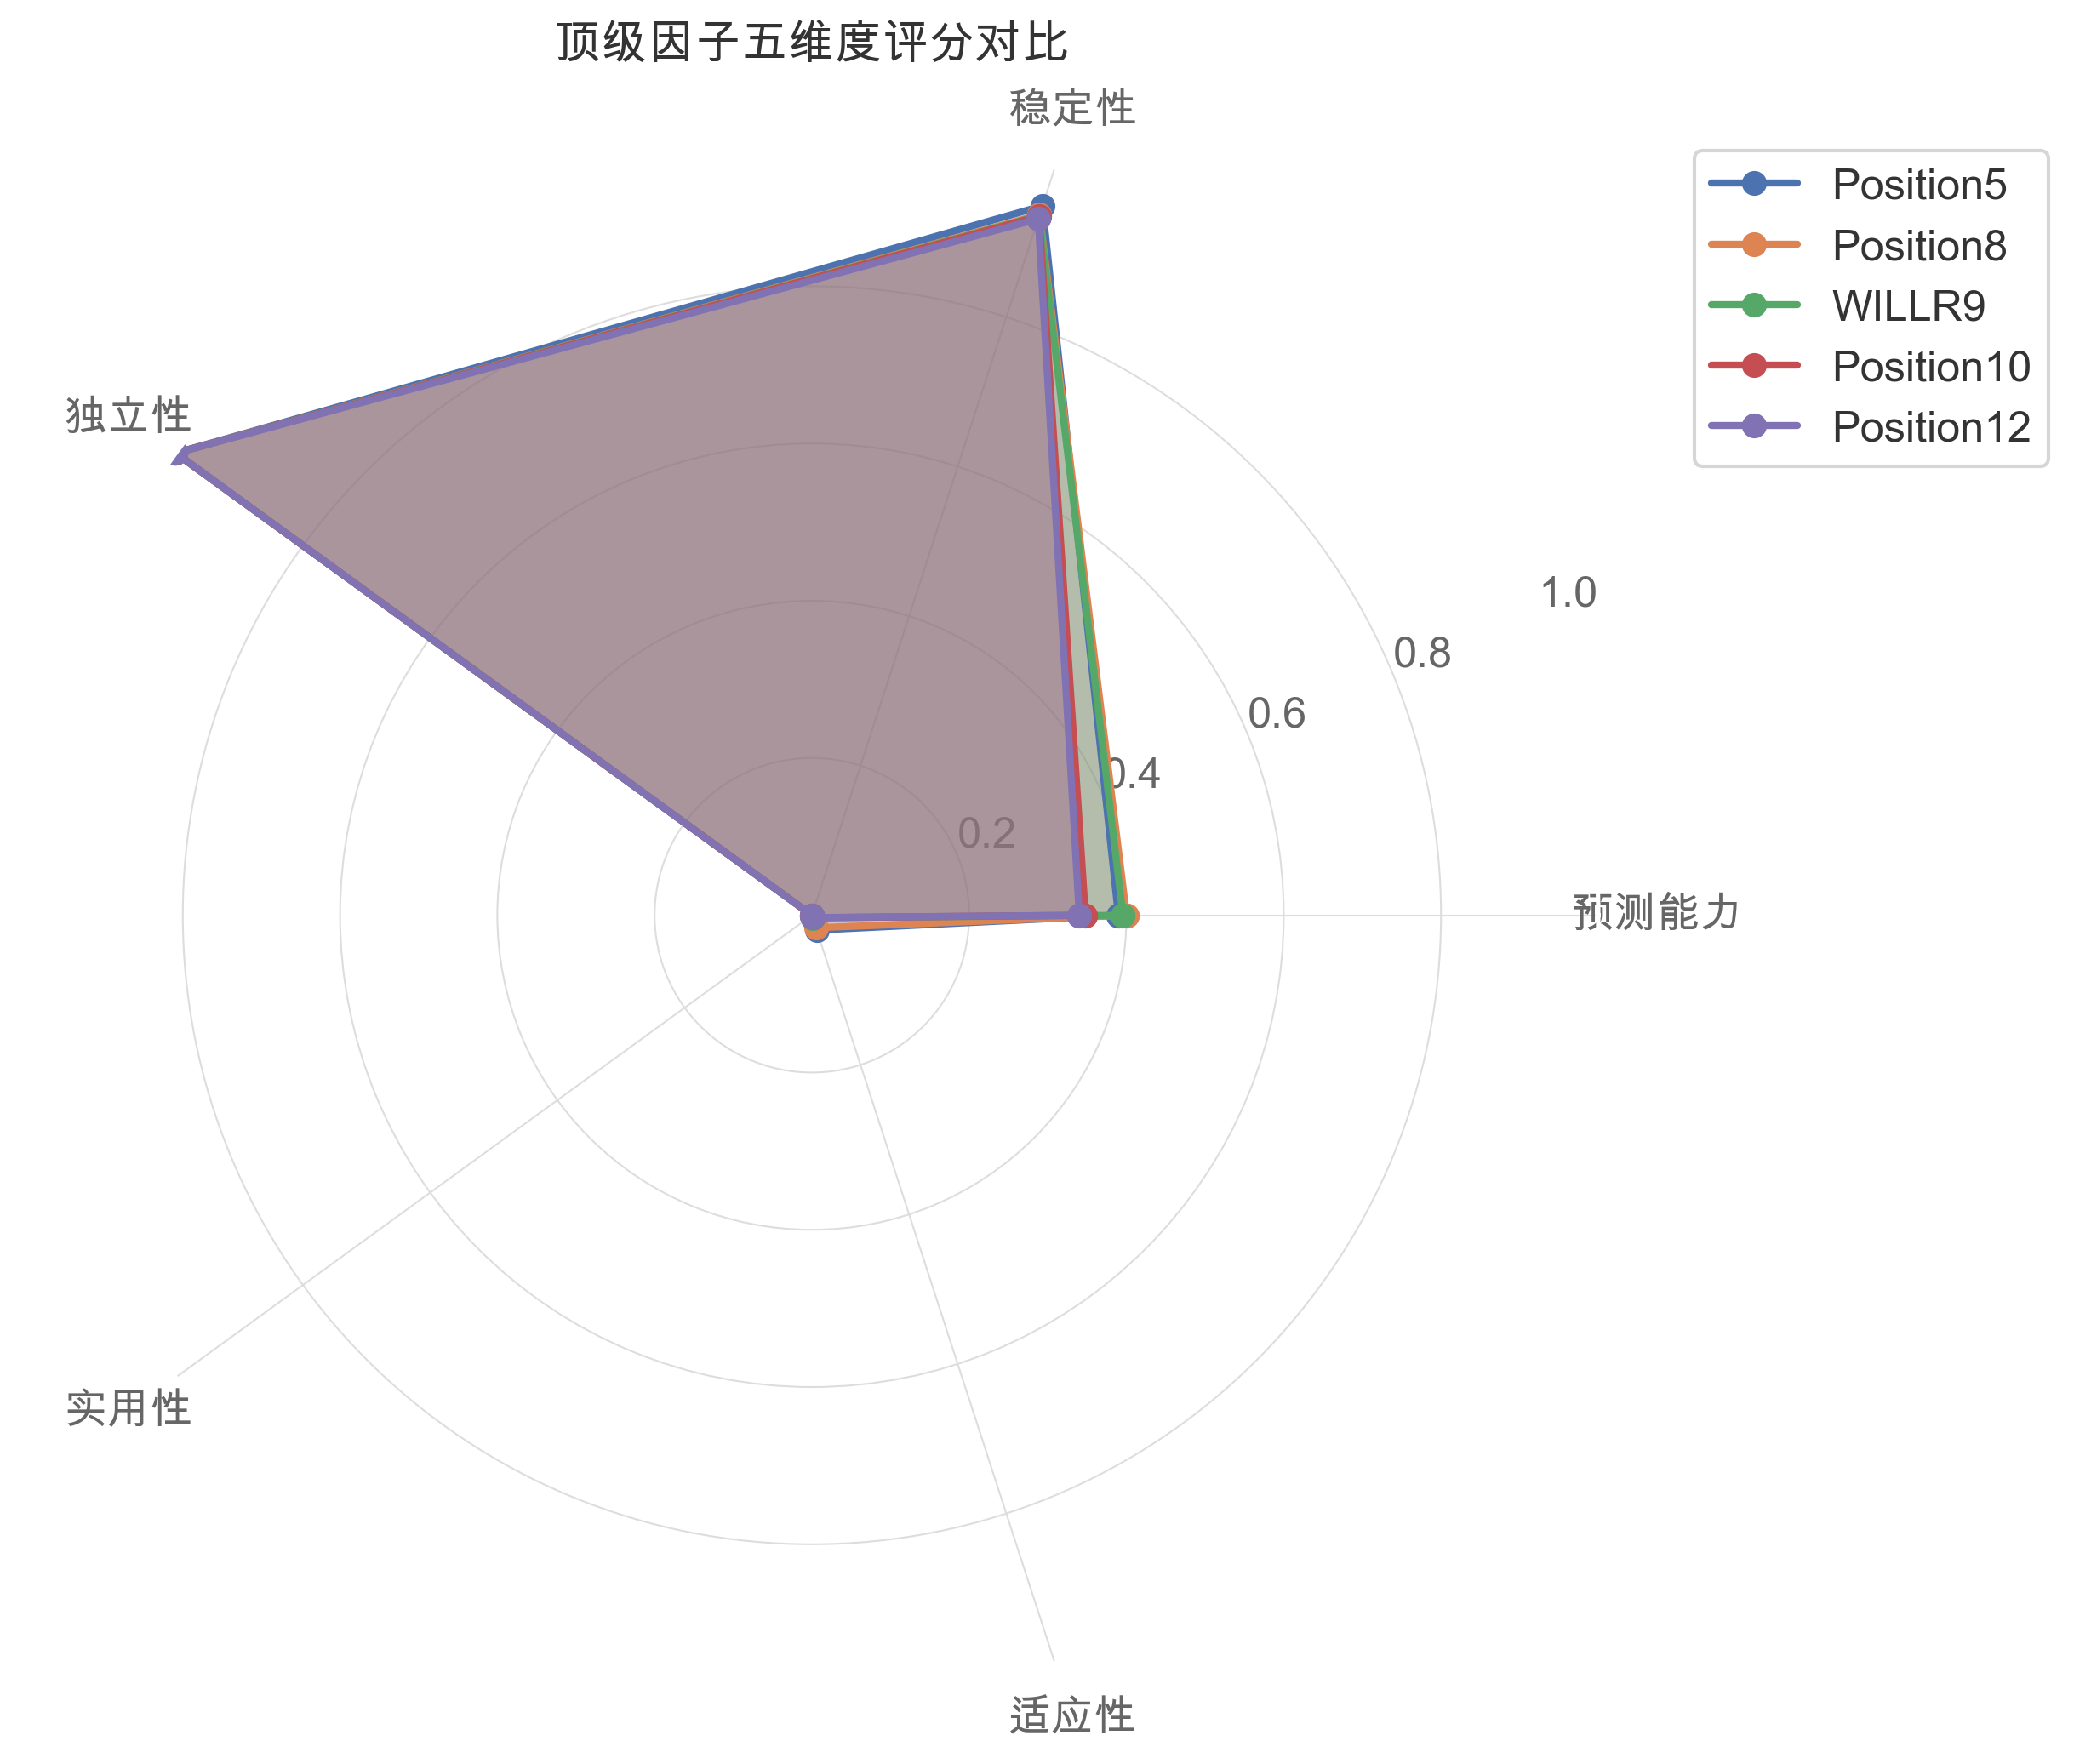 顶级因子五维度评分对比
稳定性
Position5
Position8
WILLR9
Position10
Position12
独立性
1.0
0.8
0.6
0.4
0.2
预测能力
实用性
适应性